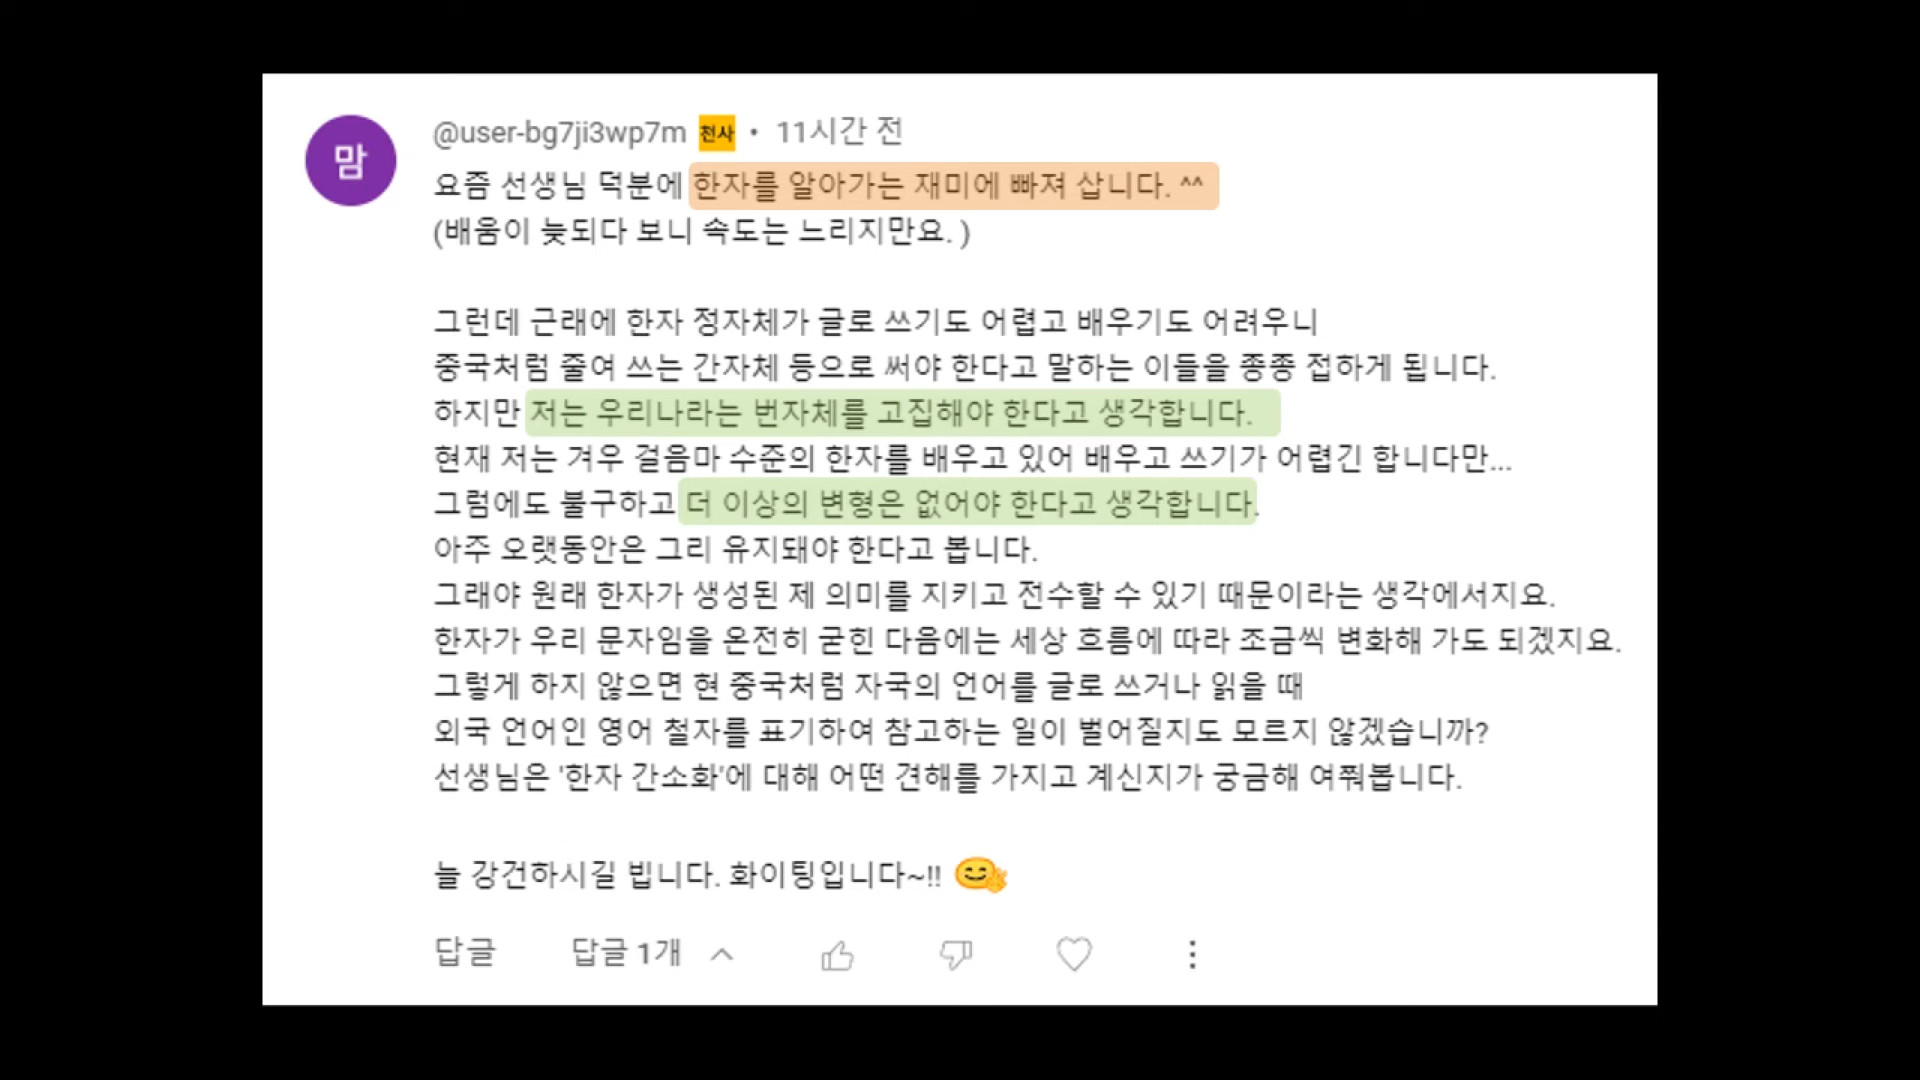 맘
@user-bg7ji3wp7m 천사 • 11시간 전
요즘 선생님 덕분에 한자를 알아가는 재미에 빠져 삽니다. ^^
(배움이 늦되다 보니 속도는 느리지만요. )
그런데 근래에 한자 정자체가 글로 쓰기도 어렵고 배우기도 어려우니
중국처럼 줄여 쓰는 간자체 등으로 써야 한다고 말하는 이들을 종종 접하게 됩니다.
하지만 저는 우리나라는 번자체를 고집해야 한다고 생각합니다.
현재 저는 겨우 걸음마 수준의 한자를 배우고 있어 배우고 쓰기가 어렵긴 합니다만...
그럼에도 불구하고 더 이상의 변형은 없어야 한다고 생각합니다.
아주 오랫동안은 그리 유지돼야 한다고 봅니다.
그래야 원래 한자가 생성된 제 의미를 지키고 전수할 수 있기 때문이라는 생각에서지요.
한자가 우리 문자임을 온전히 굳힌 다음에는 세상 흐름에 따라 조금씩 변화해 가도 되겠지요.
그렇게 하지 않으면 현 중국처럼 자국의 언어를 글로 쓰거나 읽을 때
외국 언어인 영어 철자를 표기하여 참고하는 일이 벌어질지도 모르지 않겠습니까?
선생님은 '한자 간소화'에 대해 어떤 견해를 가지고 계신지가 궁금해 여쭤봅니다.
늘 강건하시길 빕니다. 화이팅입니다~!!
답글 답글 1개